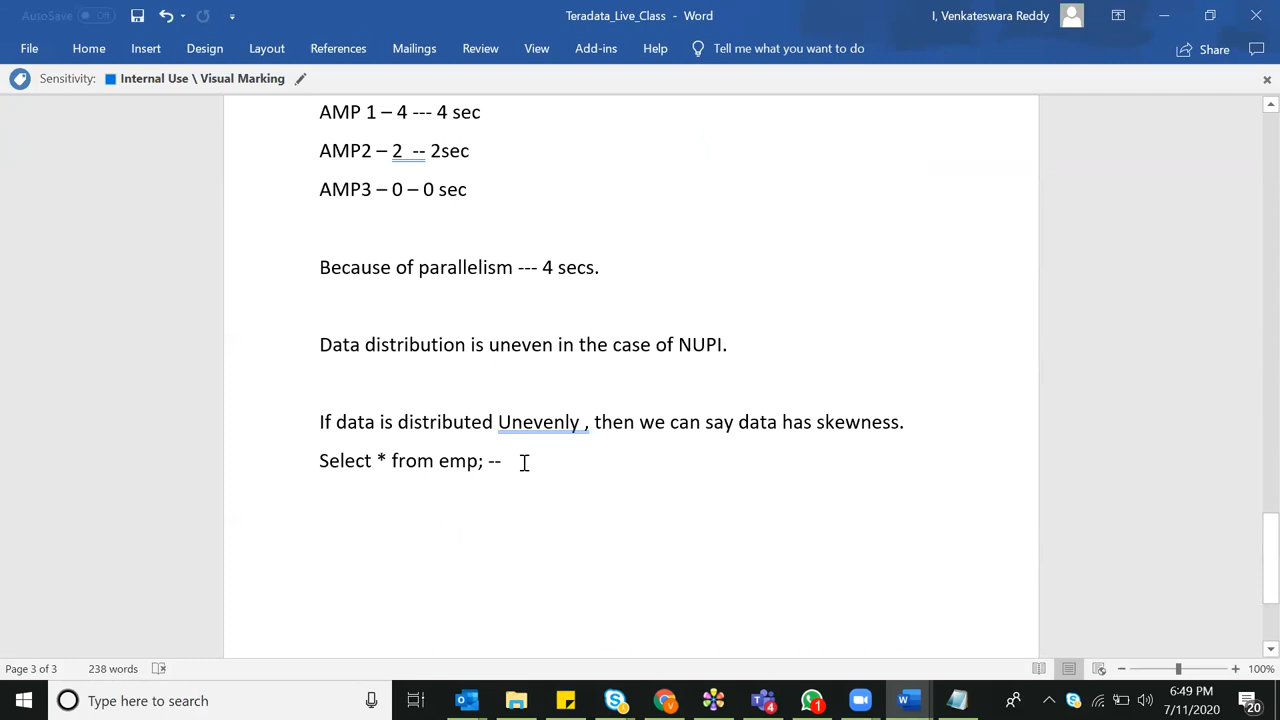 AutoSave Off
Teradata_Live_Class - Word
I, Venkateswara Reddy
File Home Insert Design Layout References Mailings Review View Add-ins Help Tell me what you want to do Share
Sensitivity: Internal Use \ Visual Marking
AMP 1 – 4 --- 4 sec
AMP2 – 2 -- 2sec
AMP3 – 0 – 0 sec
Because of parallelism --- 4 secs.
Data distribution is uneven in the case of NUPI.
If data is distributed Unevenly , then we can say data has skewness.
Select * from emp; --
Page 3 of 3 238 words 100%
Type here to search
1
4
6:49 PM
7/11/2020
20